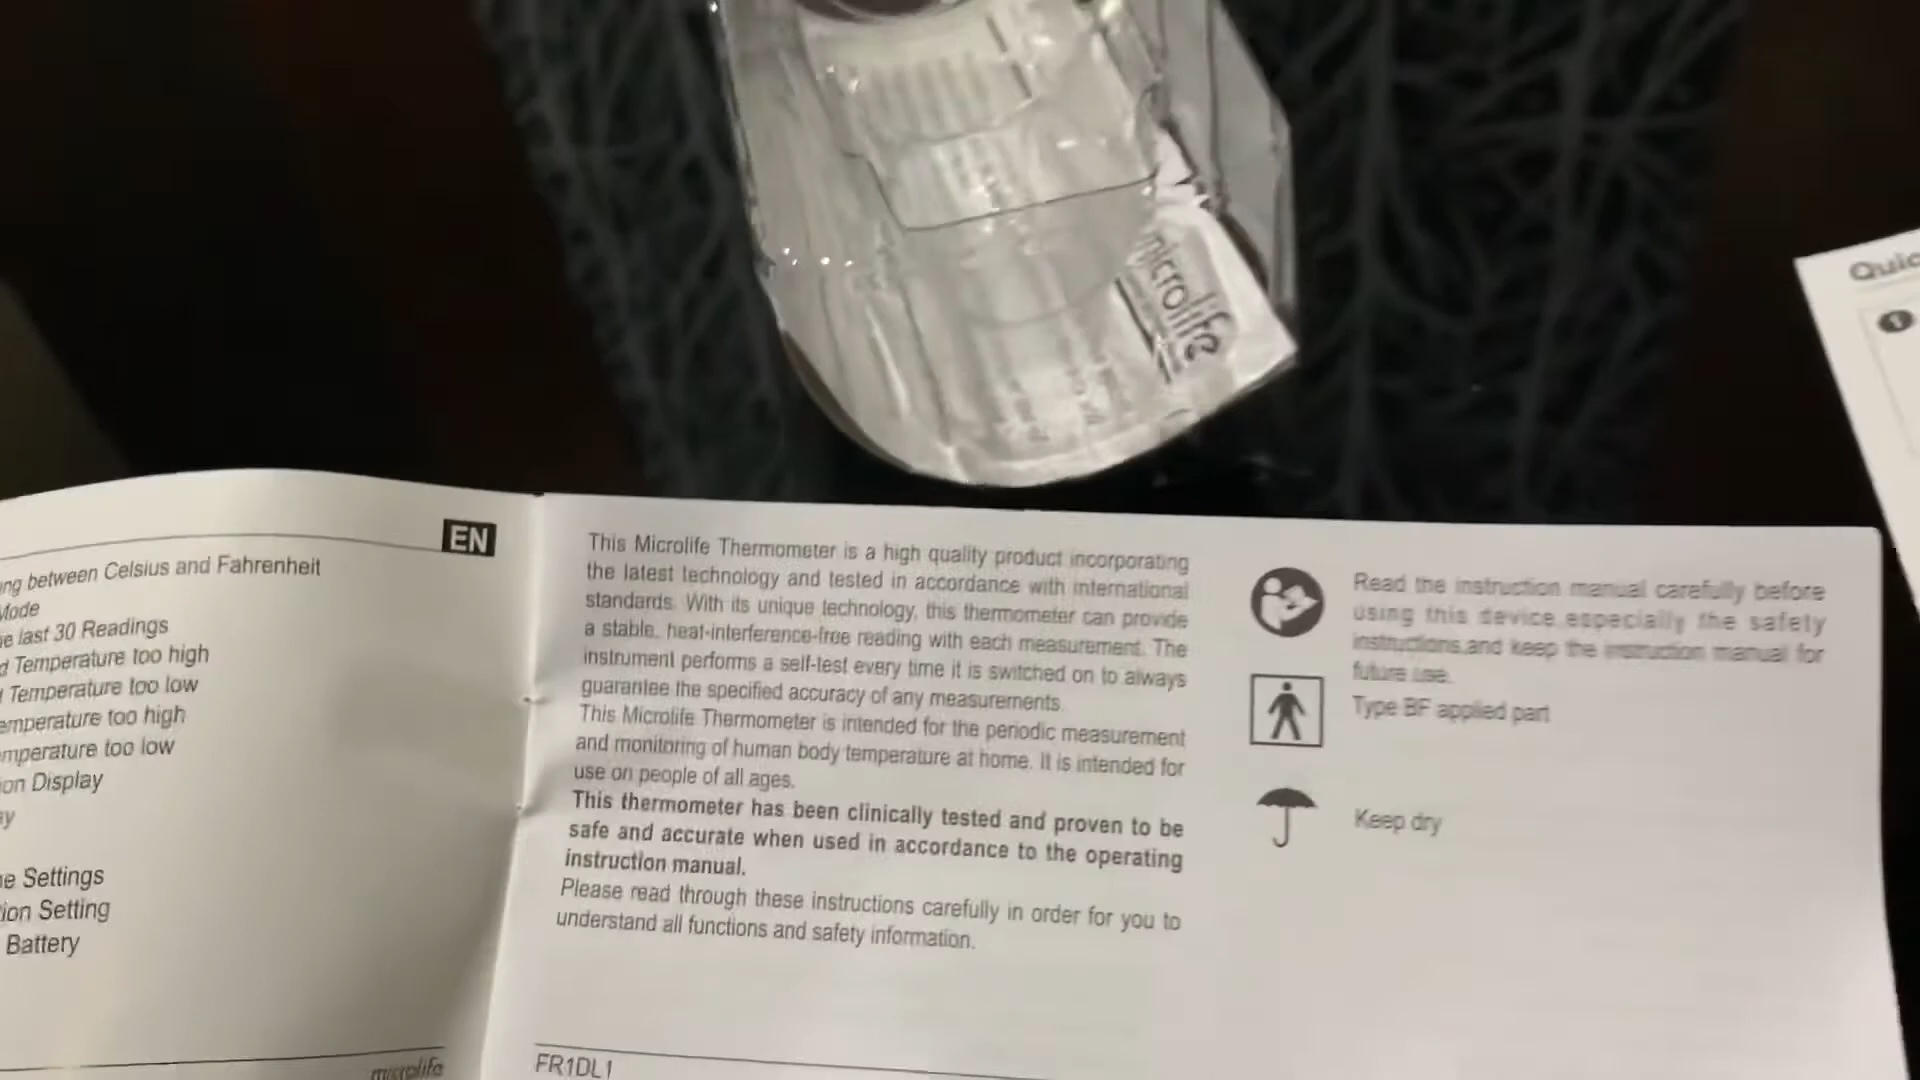 microlife
Quic
1
EN
ng between Celsius and Fahrenheit
Mode
e last 30 Readings
d Temperature too high
Temperature too low
emperature too high
mperature too low
ion Display
ay
e Settings
ion Setting
Battery
microlife
This Microlife Thermometer is a high quality product incorporating
the latest technology and tested in accordance with international
standards. With its unique technology, this thermometer can provide
a stable, heat-interference-free reading with each measurement. The
instrument performs a self-test every time it is switched on to always
guarantee the specified accuracy of any measurements.
This Microlife Thermometer is intended for the periodic measurement
and monitoring of human body temperature at home. It is intended for
use on people of all ages.
This thermometer has been clinically tested and proven to be
safe and accurate when used in accordance to the operating
instruction manual.
Please read through these instructions carefully in order for you to
understand all functions and safety information.
FR1DL1
Read the instruction manual carefully before
using this device,especially the safety
instructions,and keep the instruction manual for
future use.
Type BF applied part
Keep dry